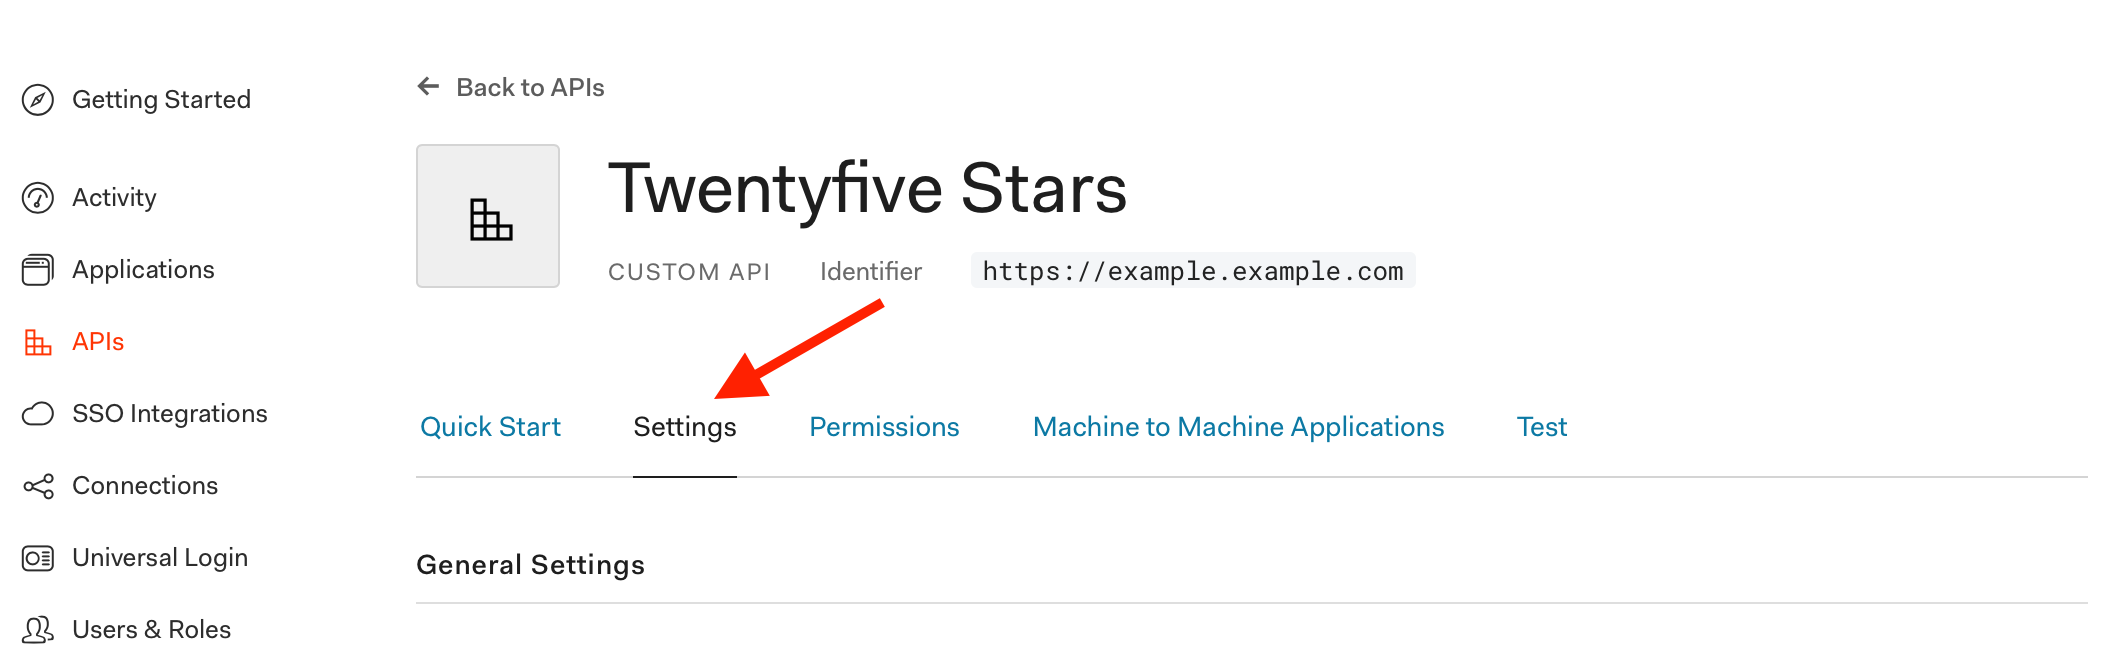 Getting Started
Activity
Applications
APIs
SSO Integrations
Connections
Universal Login
Users & Roles
Back to APIs
Twentyfive Stars
CUSTOM API Identifier https://example.example.com
Quick Start Settings Permissions Machine to Machine Applications Test
General Settings